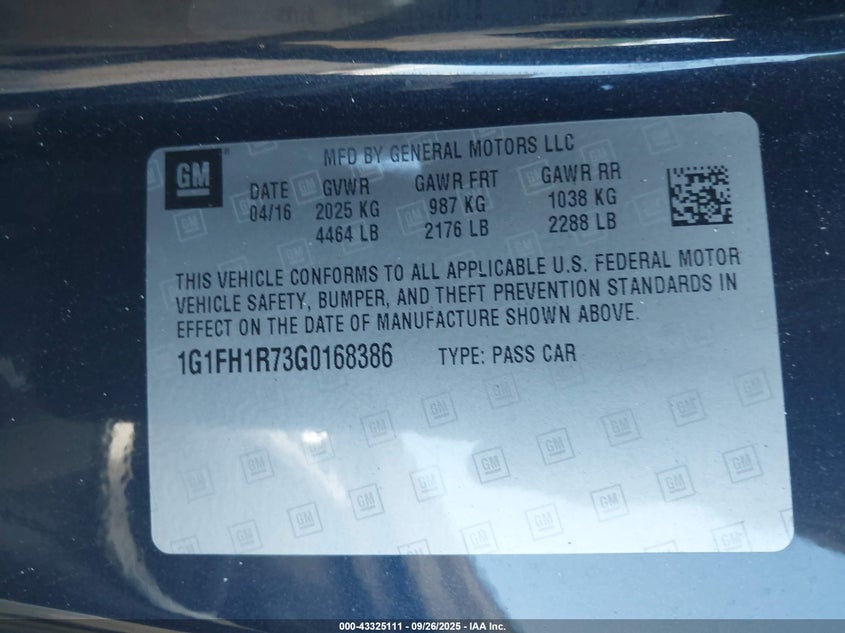 GM
MFD BY GENERAL MOTORS LLC
DATE GVWR GAWR FRT GAWR RR
04/16 2025 KG 987 KG 1038 KG
4464 LB 2176 LB 2288 LB
THIS VEHICLE CONFORMS TO ALL APPLICABLE U.S. FEDERAL MOTOR
VEHICLE SAFETY, BUMPER, AND THEFT PREVENTION STANDARDS IN
EFFECT ON THE DATE OF MANUFACTURE SHOWN ABOVE.
1G1FH1R73G0168386 TYPE: PASS CAR
000-43325111 - 09/26/2025 - IAA Inc.